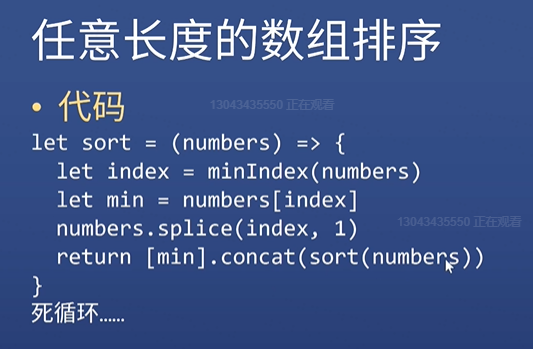 任意长度的数组排序
• 代码
13043435550 正在观看
let sort = (numbers) => {
  let index = minIndex(numbers)
  let min = numbers[index]
13043435550 正在观看
  numbers.splice(index, 1)
  return [min].concat(sort(numbers))
}
死循环……